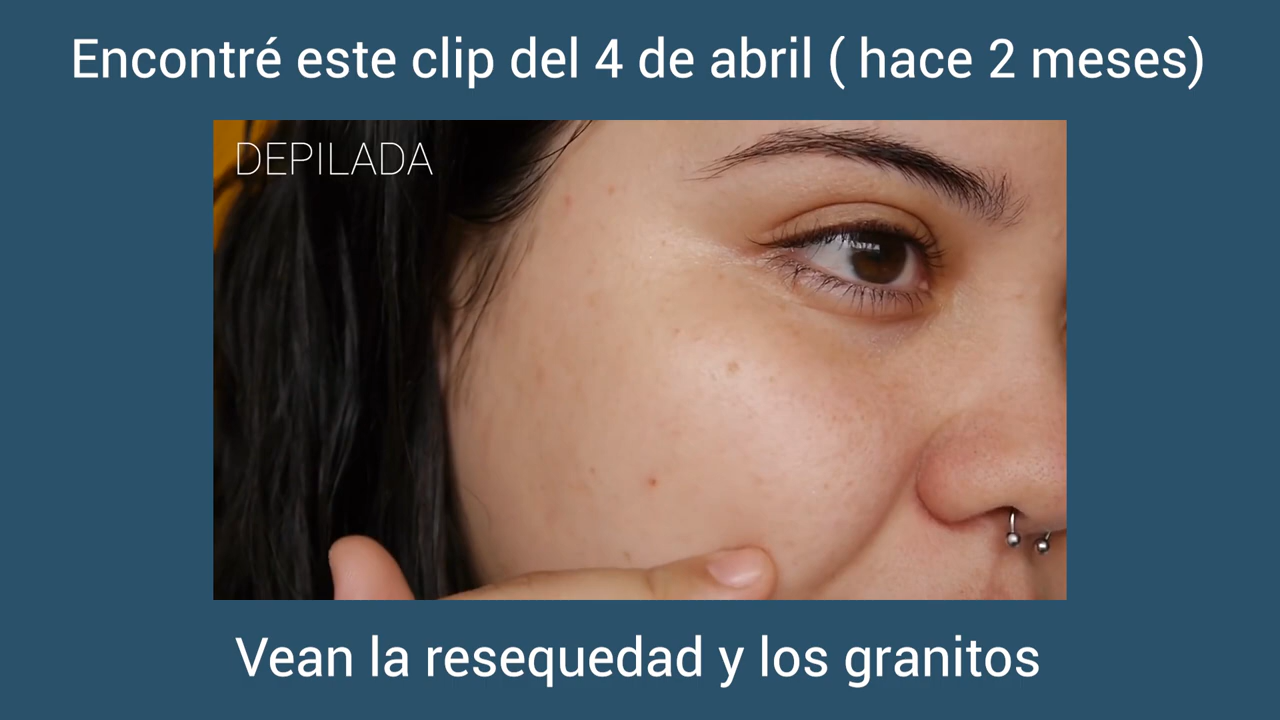 Encontré este clip del 4 de abril ( hace 2 meses)
DEPILADA
Vean la resequedad y los granitos